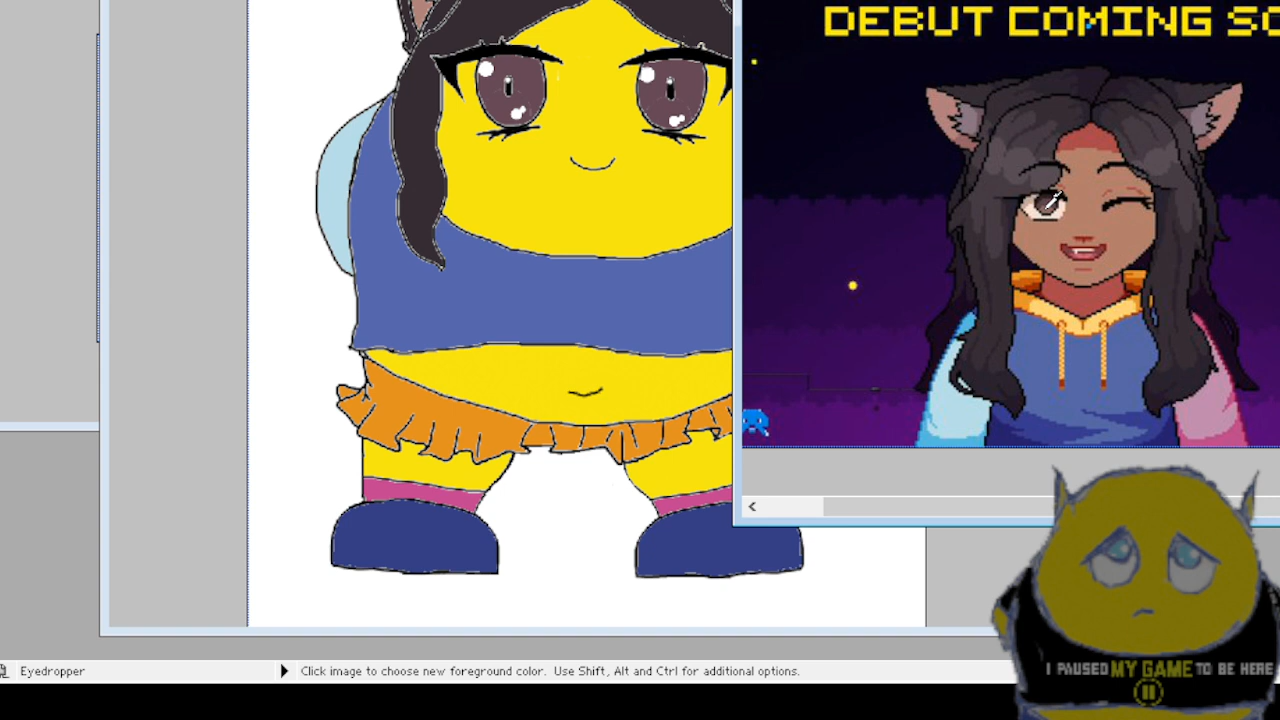 DEBUT COMING SO
I PAUSED MY GAME TO BE HERE
Eyedropper
Click image to choose new foreground color. Use Shift, Alt and Ctrl for additional options.